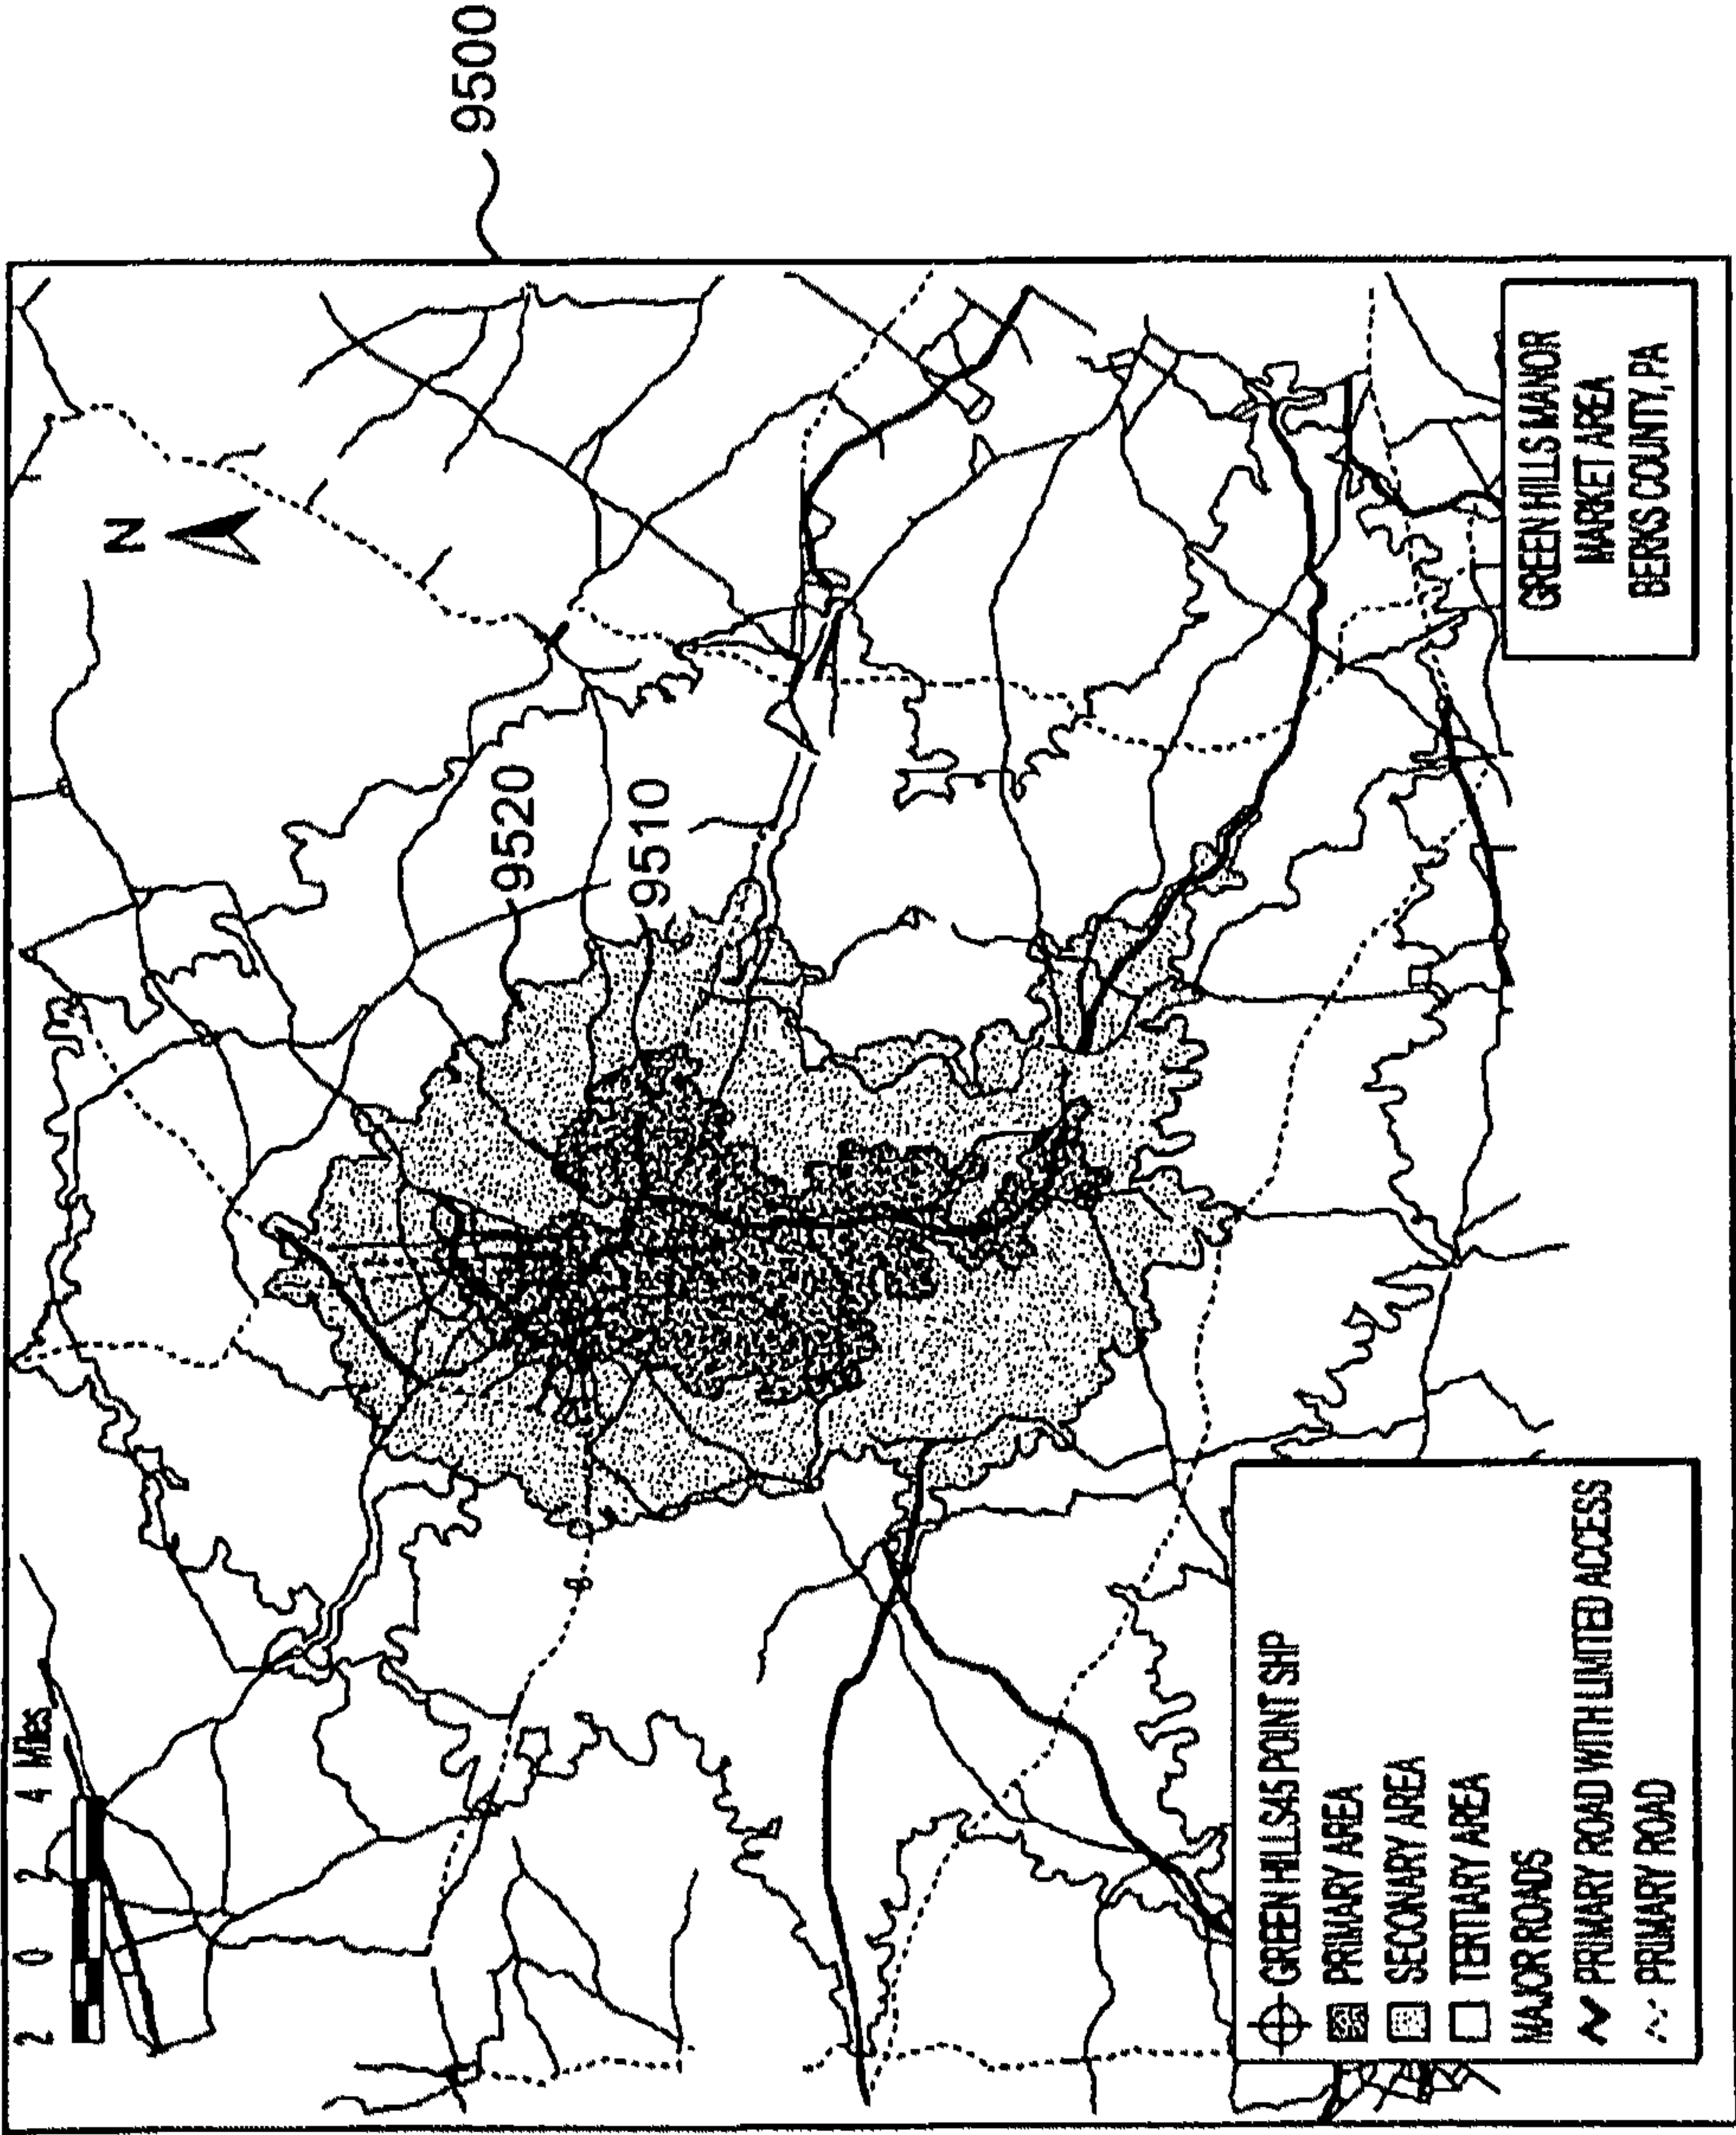 9500
2 0 2 4 Miles
N
9520
9510
GREEN HILLS45 POINT SHP
PRIMARY AREA
SECONARY AREA
TERTIARY AREA
MAJOR ROADS
PRIMARY ROAD WITH LIMITED ACCESS
PRIMARY ROAD
GREEN HILLS MANOR
MARKET AREA
BERKS COUNTY, PA